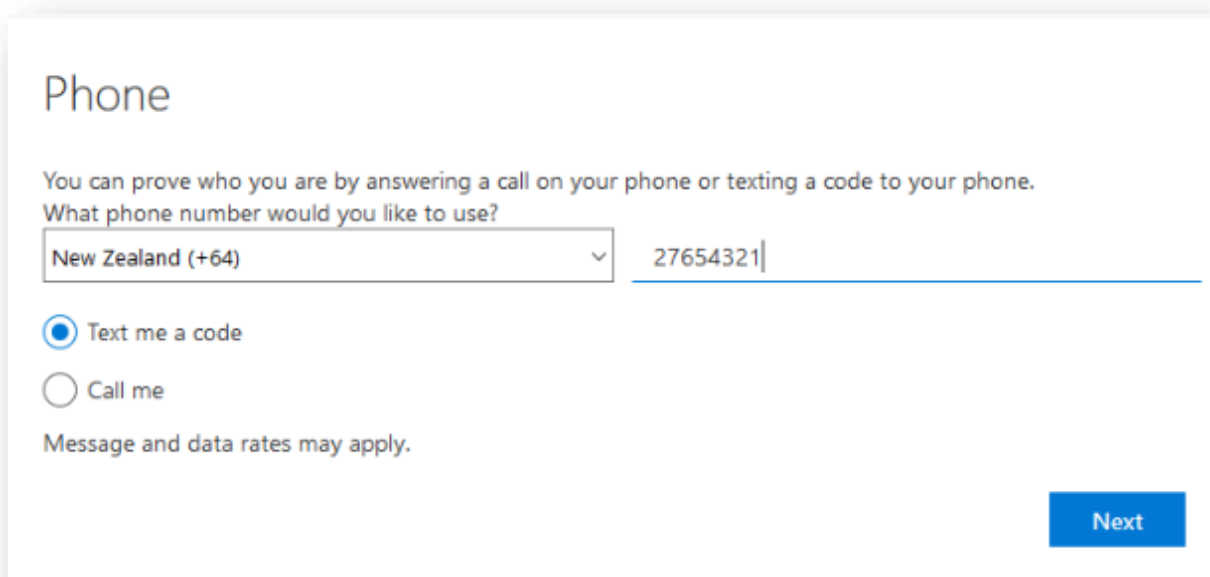 Phone
You can prove who you are by answering a call on your phone or texting a code to your phone.
What phone number would you like to use?
New Zealand (+64) 27654321
Text me a code
Call me
Message and data rates may apply.
Next